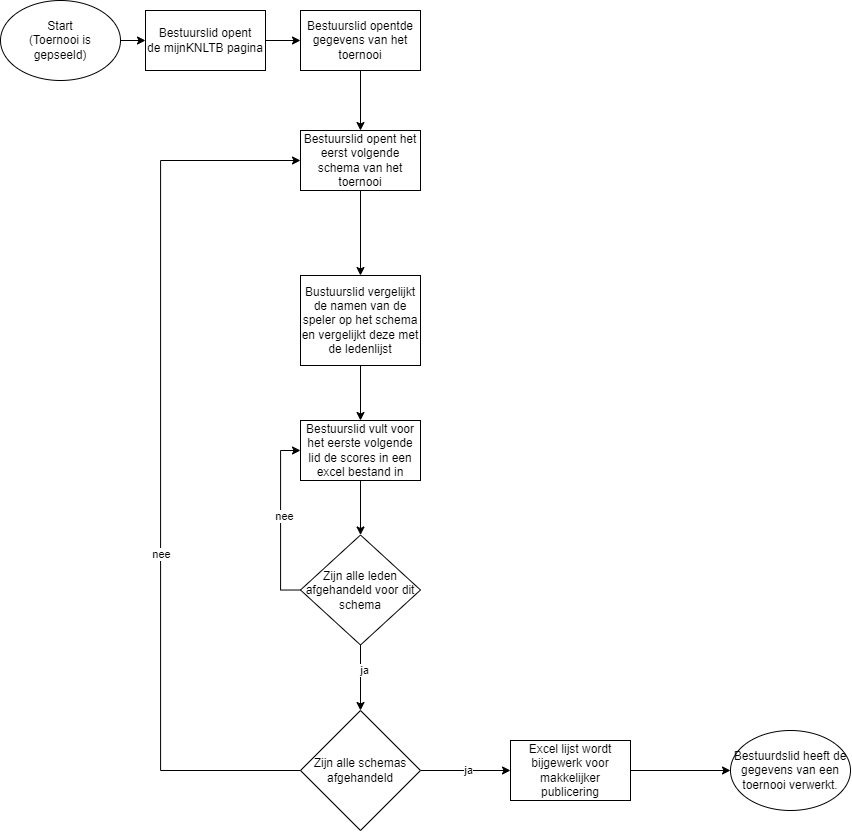 Start
(Toernooi is
gepseeld)
Bestuurslid opent
de mijnKNLTB pagina
Bestuurslid opentde
gegevens van het
toernooi
Bestuurslid opent het
eerst volgende
schema van het
toernooi
Bustuurslid vergelijkt
de namen van de
speler op het schema
en vergelijkt deze met
de ledenlijst
Bestuurslid vult voor
het eerste volgende
lid de scores in een
excel bestand in
nee
nee
Zijn alle leden
afgehandeld voor dit
schema
ja
Zijn alle schemas
afgehandeld
ja
Excel lijst wordt
bijgewerk voor
makkelijker
publicering
Bestuurdslid heeft de
gegevens van een
toernooi verwerkt.